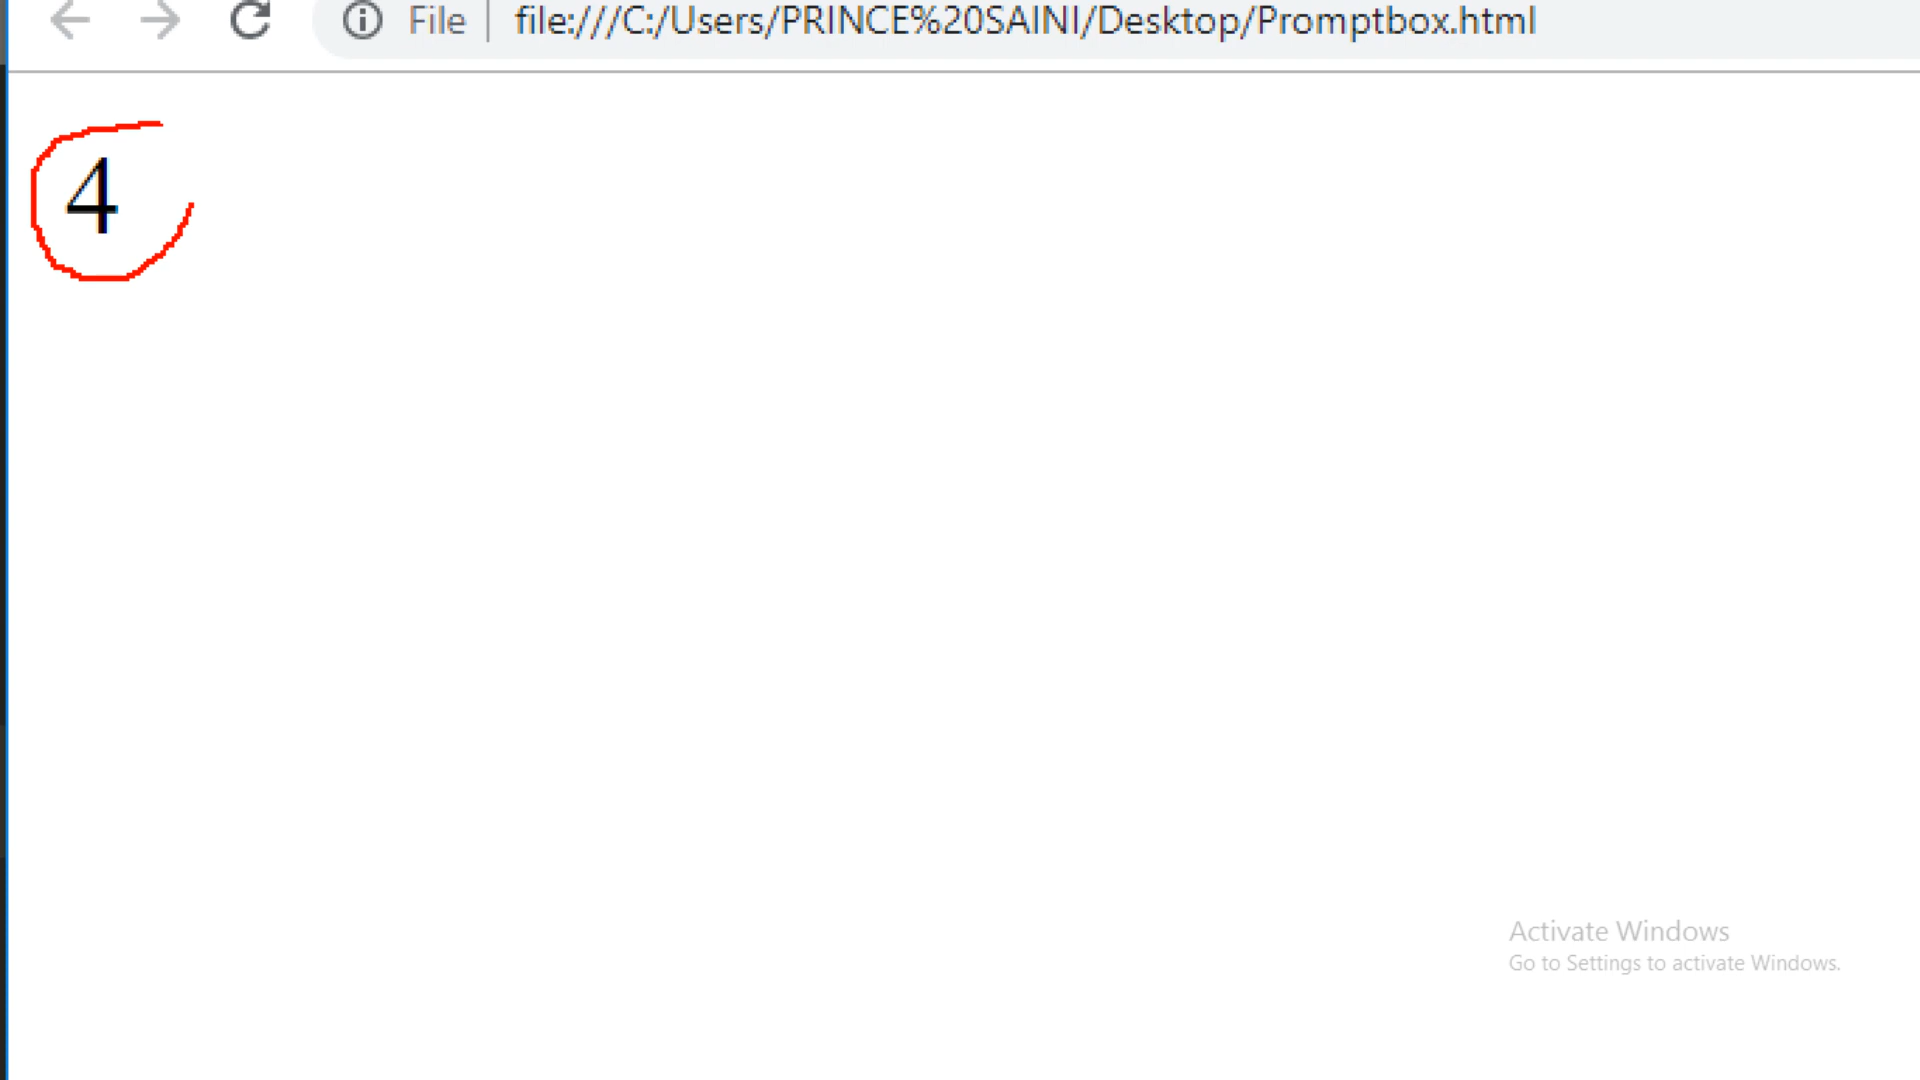 File | file:///C:/Users/PRINCE%20SAINI/Desktop/Promptbox.html
4
Activate Windows
Go to Settings to activate Windows.